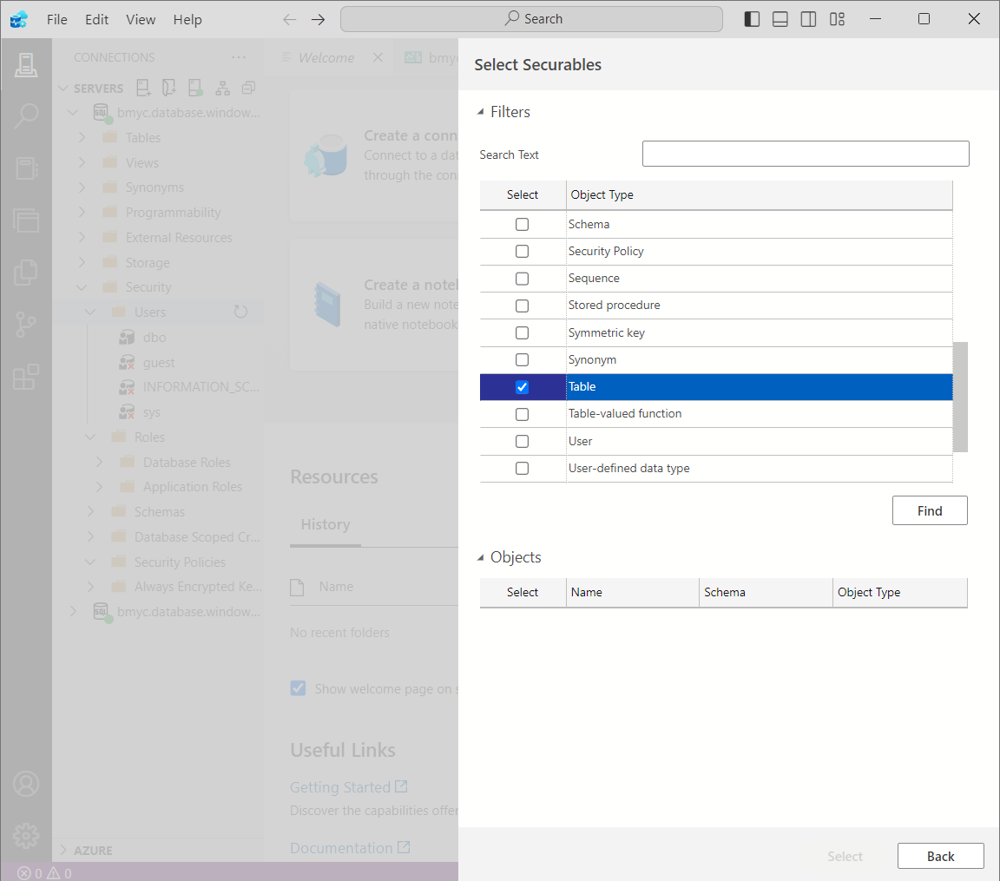 File Edit View Help
Search
CONNECTIONS
SERVERS
bmyc.database.window...
Tables
Views
Synonyms
Programmability
External Resources
Storage
Security
Users
dbo
guest
INFORMATION_SC...
sys
Roles
Database Roles
Application Roles
Schemas
Database Scoped Cr...
Security Policies
Always Encrypted Ke...
bmyc.database.window...
AZURE
0 0
Welcome
bmyc
Create a conn
Connect to a dat
through the conn
Create a noteb
Build a new note
native notebook
Resources
History
Name
No recent folders
Show welcome page on s
Useful Links
Getting Started
Discover the capabilities offer
Documentation
Select Securables
Filters
Search Text
Select Object Type
Schema
Security Policy
Sequence
Stored procedure
Symmetric key
Synonym
Table
Table-valued function
User
User-defined data type
Find
Objects
Select Name Schema Object Type
Select Back